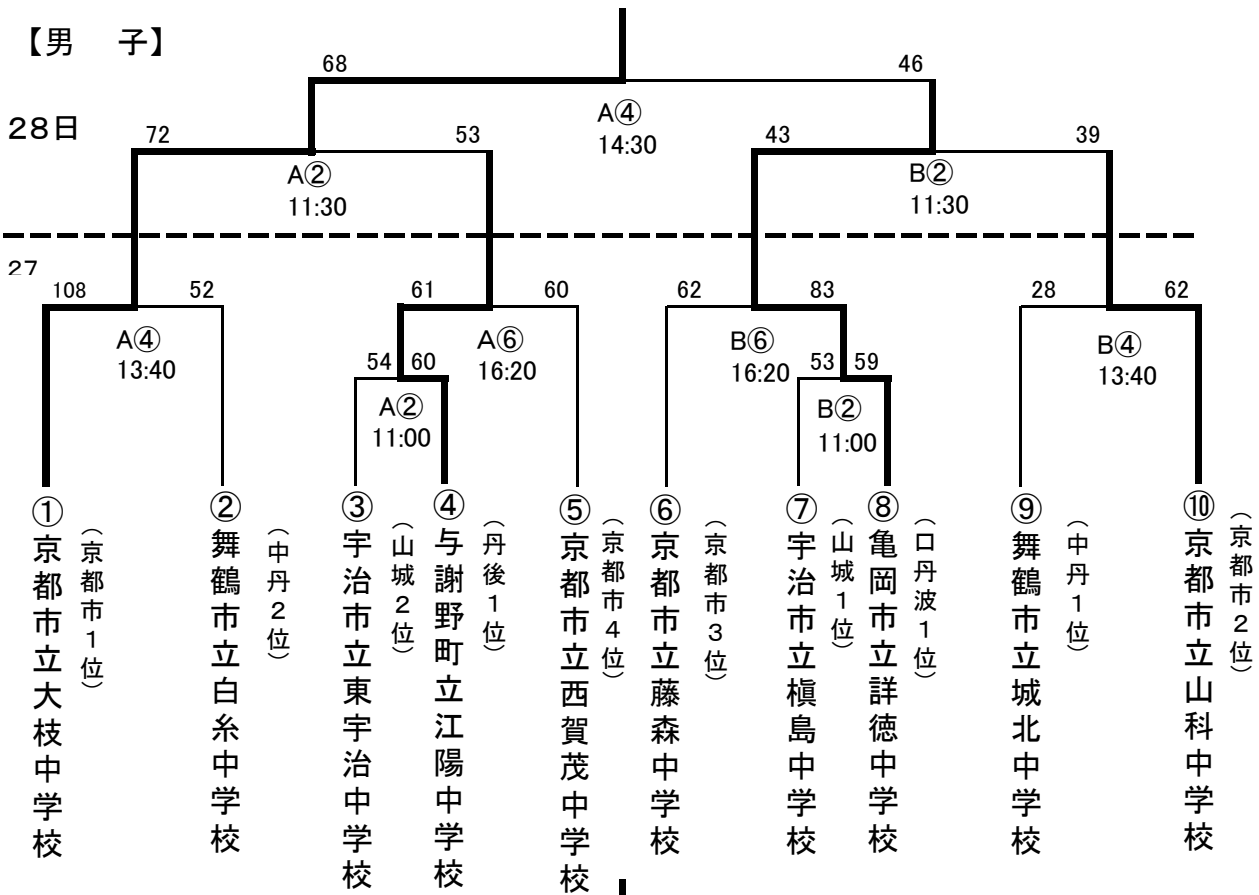 【男　子】
68
46
A④
14:30
28日
72
53
43
39
A②
11:30
B②
11:30
27
108
52
61
60
62
83
28
62
A④
13:40
A⑥
16:20
B⑥
16:20
B④
13:40
54
60
53
59
A②
11:00
B②
11:00
①京都市立大枝中学校
（京都市1位）
②舞鶴市立白糸中学校
（中丹2位）
③宇治市立東宇治中学校
（山城2位）
④与謝野町立江陽中学校
（丹後1位）
⑤京都市立西賀茂中学校
（京都市4位）
⑥京都市立藤森中学校
（京都市3位）
⑦宇治市立槇島中学校
（山城1位）
⑧亀岡市立詳徳中学校
（口丹波1位）
⑨舞鶴市立城北中学校
（中丹1位）
⑩京都市立山科中学校
（京都市2位）